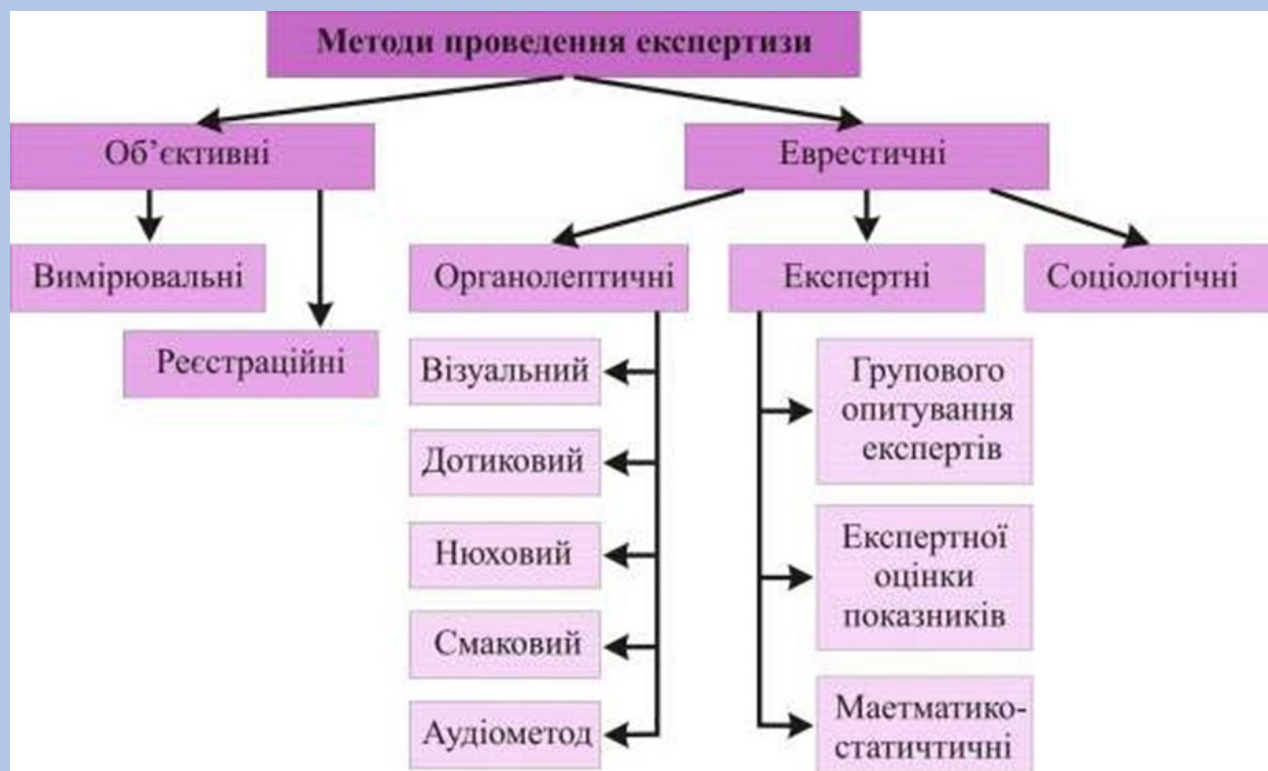 Методи проведення експертизи
Об’єктивні
Еврестичні
Вимірювальні
Реєстраційні
Органолептичні
Експертні
Соціологічні
Візуальний
Дотиковий
Нюховий
Смаковий
Аудіометод
Групового
опитування
експертів
Експертної
оцінки
показників
Маетматико-
статичтичні